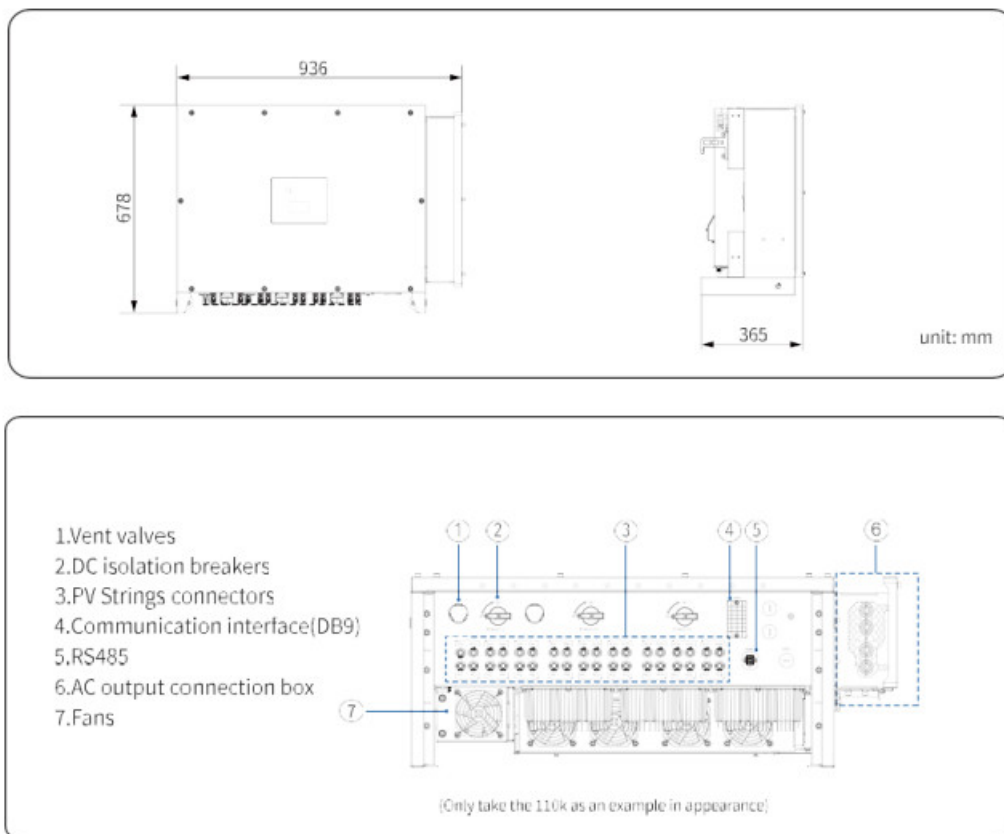 936
678
365
unit: mm
1.Vent valves
2.DC isolation breakers
3.PV Strings connectors
4.Communication interface(DB9)
5.RS485
6.AC output connection box
7.Fans
1
2
3
4
5
6
7
(Only take the 110k as an example in appearance)